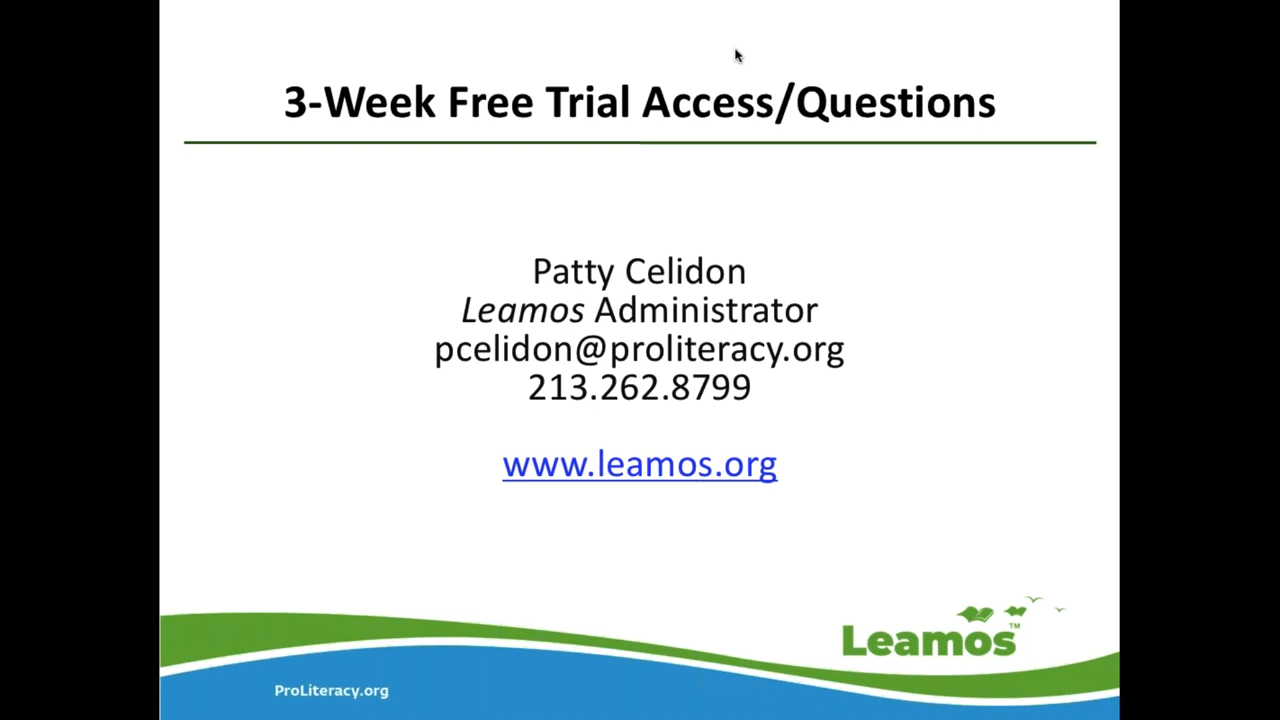 3-Week Free Trial Access/Questions
Patty Celidon
Leamos Administrator
pcelidon@proliteracy.org
213.262.8799
www.leamos.org
Leamos™
ProLiteracy.org